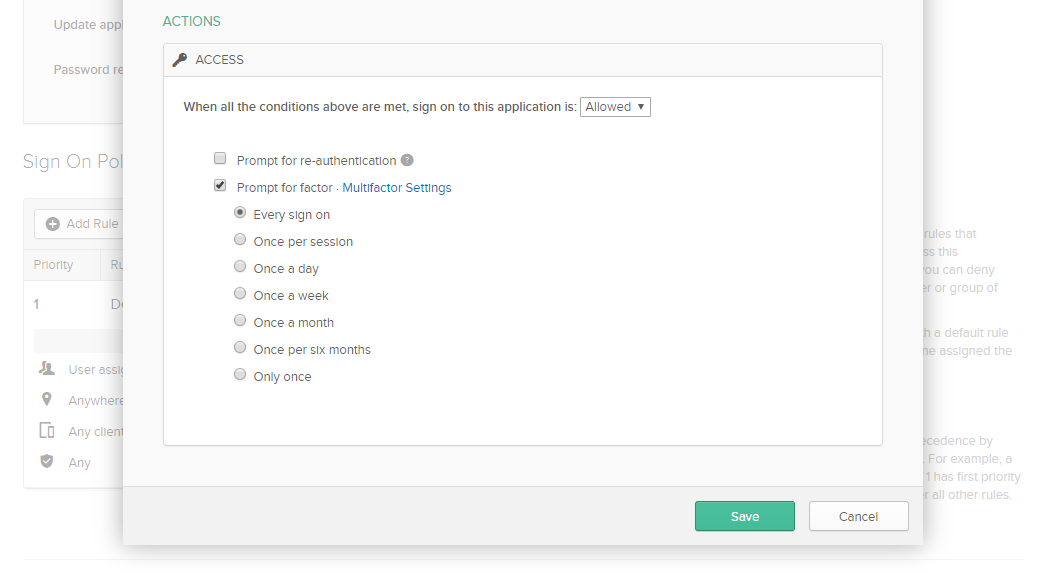 ACTIONS
Update appl
Password re
ACCESS
When all the conditions above are met, sign on to this application is: Allowed
Prompt for re-authentication ?
Prompt for factor · Multifactor Settings
Every sign on
Once per session
Once a day
Once a week
Once a month
Once per six months
Only once
Save
Cancel
Sign On Pol
Add Rule
Priority
Ru
1
De
User assig
Anywhere
Any client
Any
rules that
ss this
you can deny
er or group of
h a default rule
ne assigned the
ecedence by
. For example, a
1 has first priority
r all other rules.